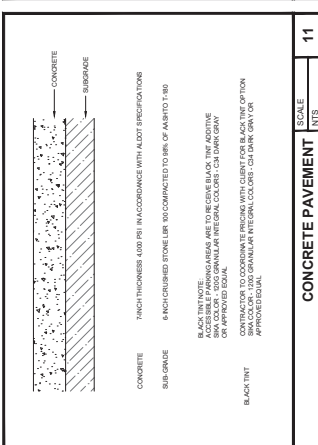 CONCRETE
SUBGRADE
CONCRETE 7-INCH THICKNESS 4,000 PSI IN ACCORDANCE WITH ALDOT SPECIFICATIONS
SUB-GRADE 6-INCH CRUSHED STONE LBR 100 COMPACTED TO 98% OF AASHTO T-180
BLACK TINT NOTE:
ACCESSIBLE PARKING AREAS ARE TO RECEIVE BLACK TINT ADDITIVE
SIKA COLOR - 120G GRANULAR INTEGRAL COLORS - C34 DARK GRAY
OR APPROVED EQUAL
BLACK TINT CONTRACTOR TO COORDINATE PRICING WITH CLIENT FOR BLACK TINT OPTION
SIKA COLOR - 120G GRANULAR INTEGRAL COLORS - C34 DARK GRAY OR
APPROVED EQUAL
CONCRETE PAVEMENT
SCALE
NTS
11